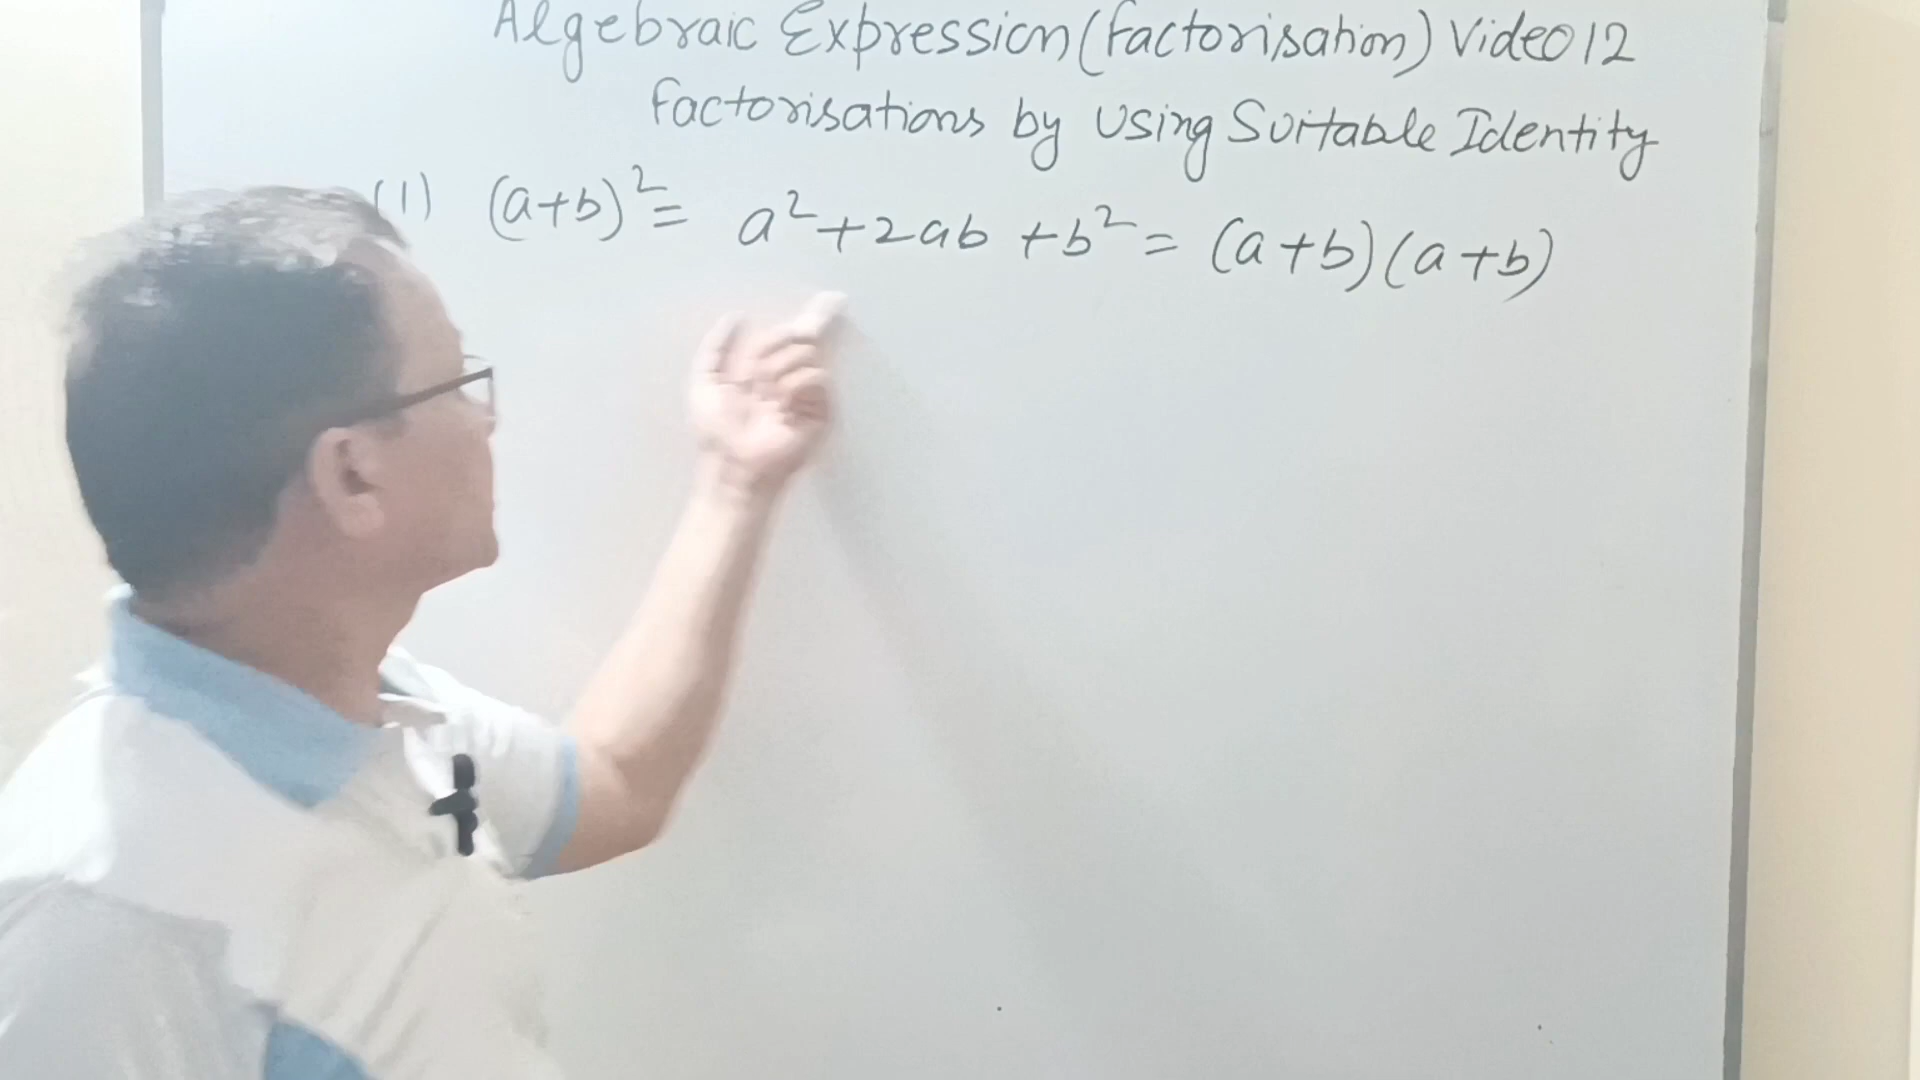 Algebraic Expression (factorisation) Video 12
factorisations by Using Suitable Identity
(1) (a+b)² = a² + 2ab + b² = (a+b)(a+b)